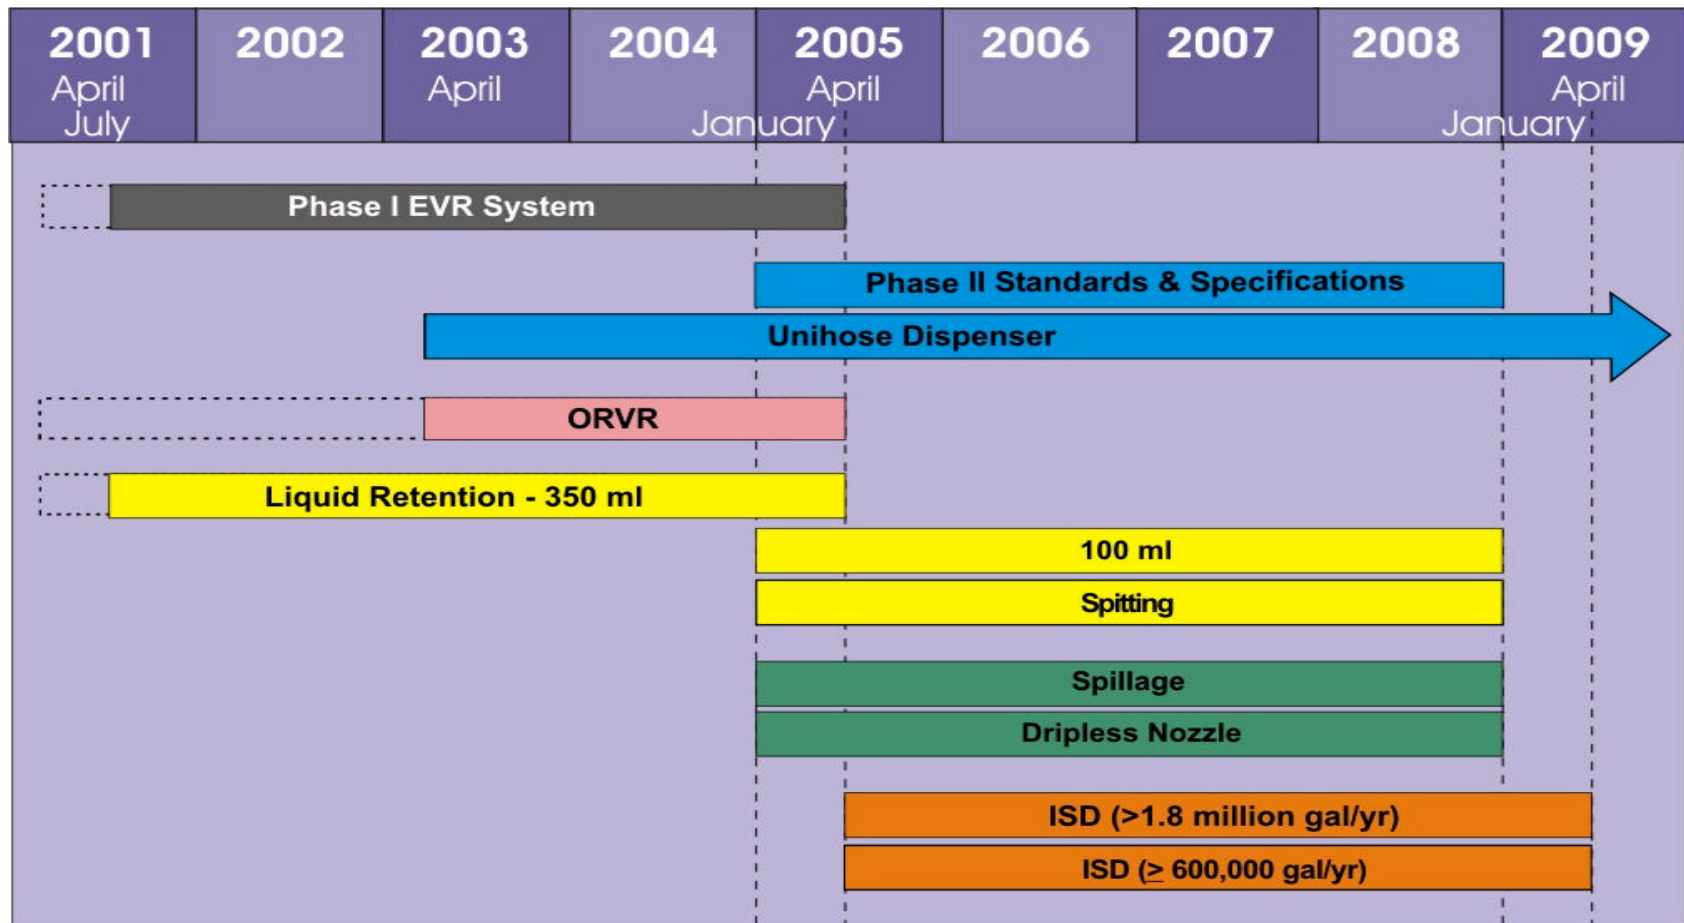 2001 2002 2003 2004 2005 2006 2007 2008 2009
April April April April
July January January
Phase I EVR System
Phase II Standards & Specifications
Unihose Dispenser
ORVR
Liquid Retention - 350 ml
100 ml
Spitting
Spillage
Dripless Nozzle
ISD (>1.8 million gal/yr)
ISD (≥ 600,000 gal/yr)